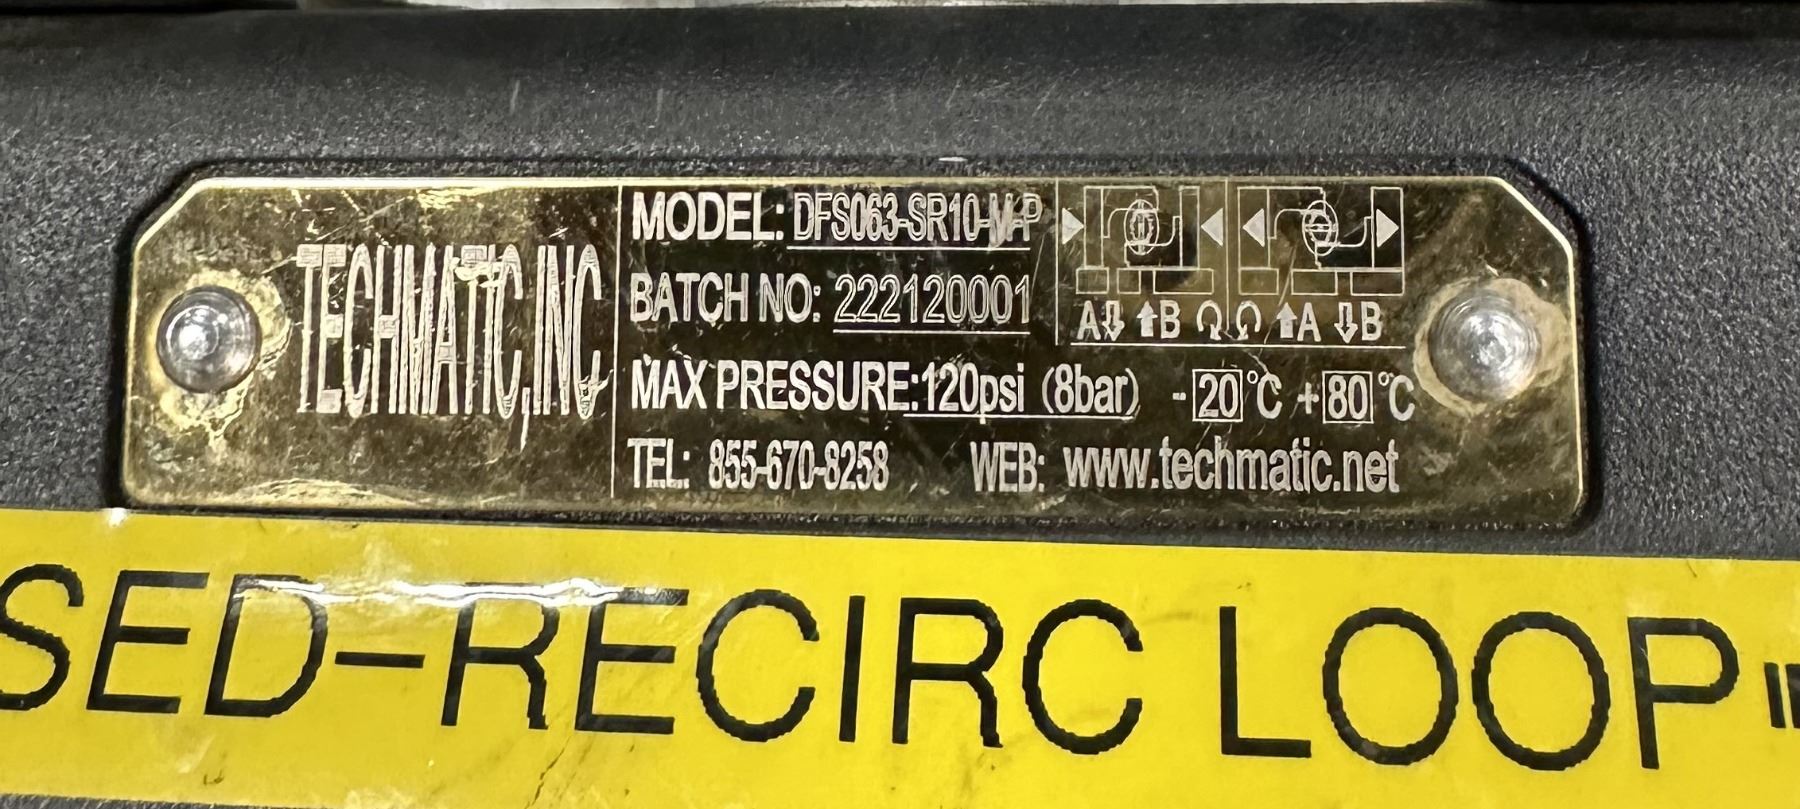 TECHMATIC,INC
MODEL: DFS063-SR10-M-P
BATCH NO: 222120001
A⇩ ⇧B ↷ ↶ ⇧A ⇩B
MAX PRESSURE:120psi (8bar) -20°C +80°C
TEL: 855-670-8258 WEB: www.techmatic.net
SED-RECIRC LOOP